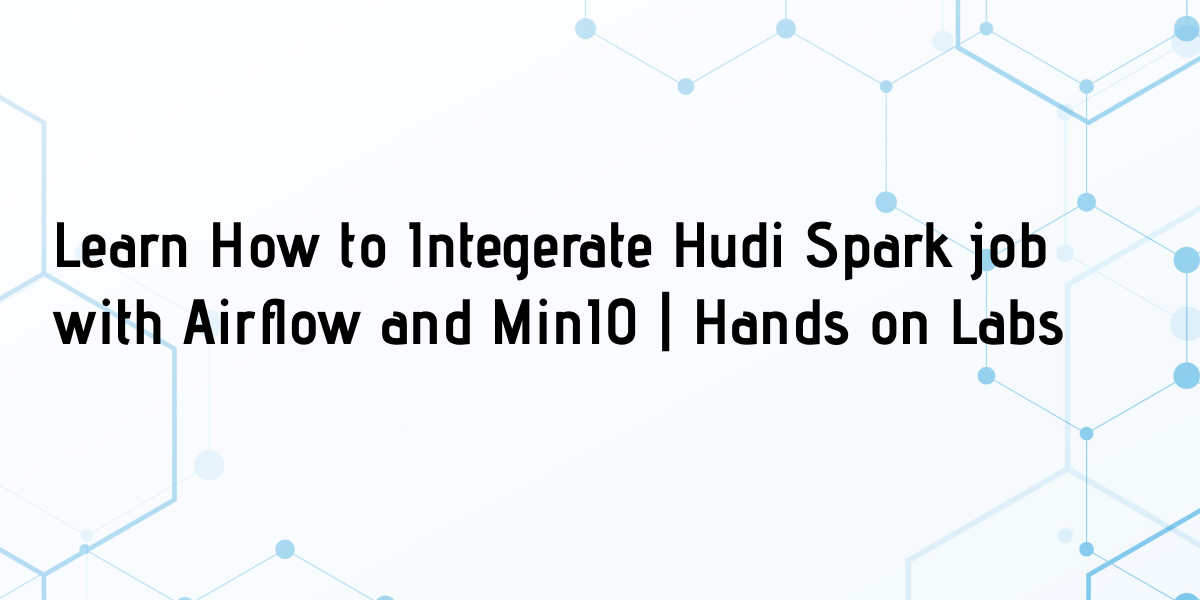 Learn How to Integerate Hudi Spark job
with Airflow and MinIO | Hands on Labs